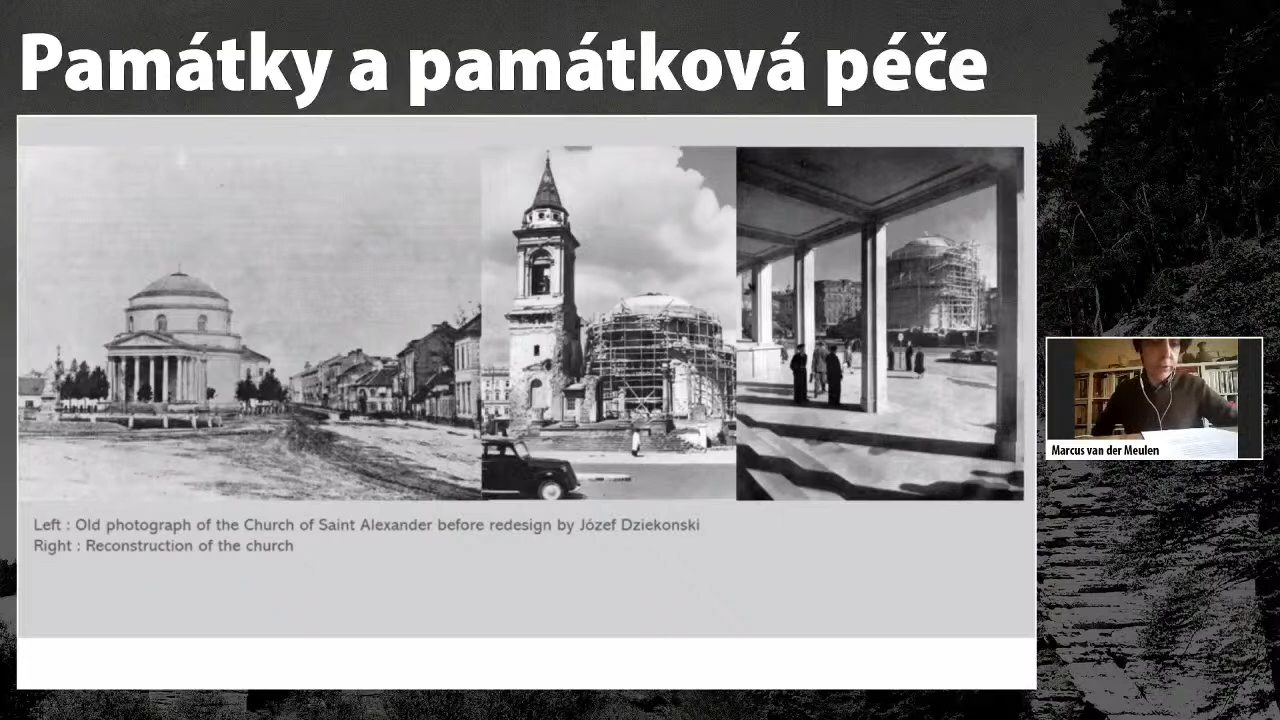 Památky a památková péče
Left : Old photograph of the Church of Saint Alexander before redesign by Józef Dziekonski
Right : Reconstruction of the church
Marcus van der Meulen